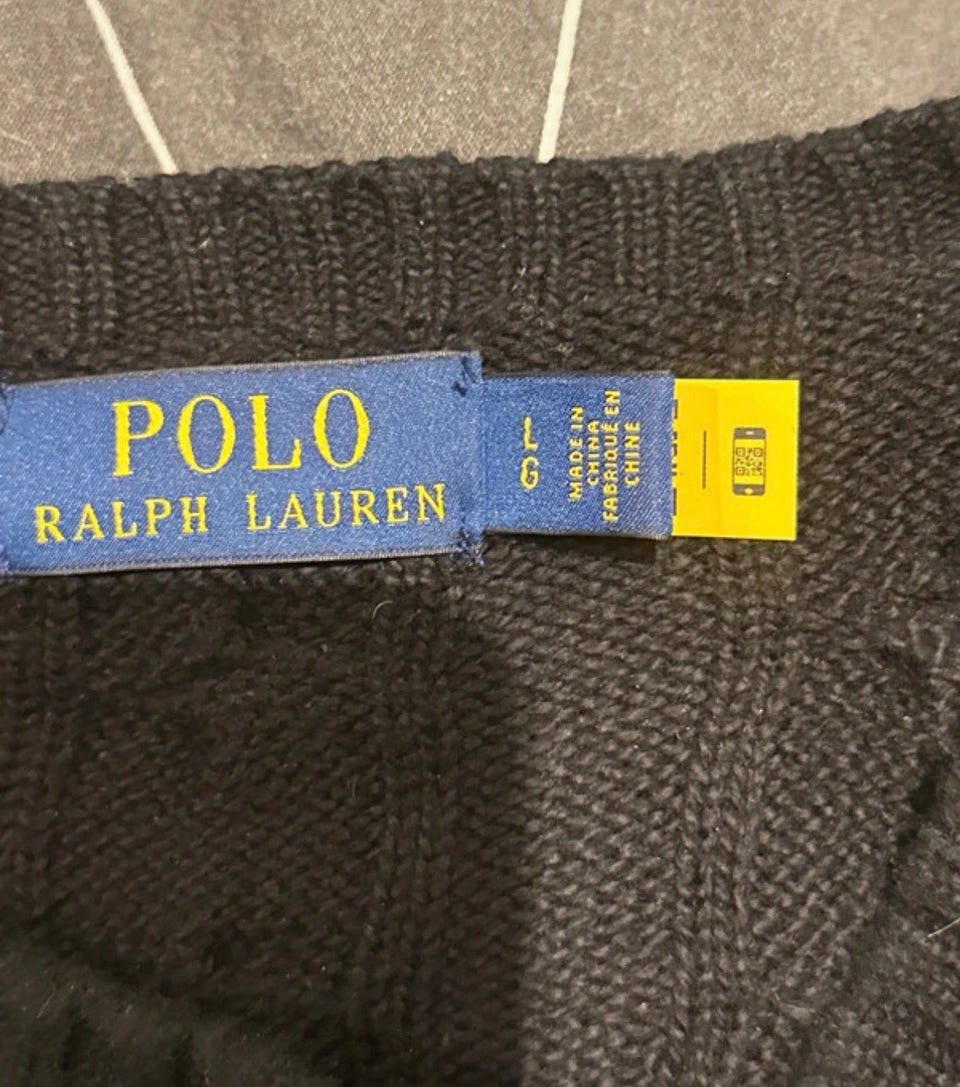 POLO
RALPH LAUREN
L
G
MADE IN
CHINA
FABRIQUÉ EN
CHINE